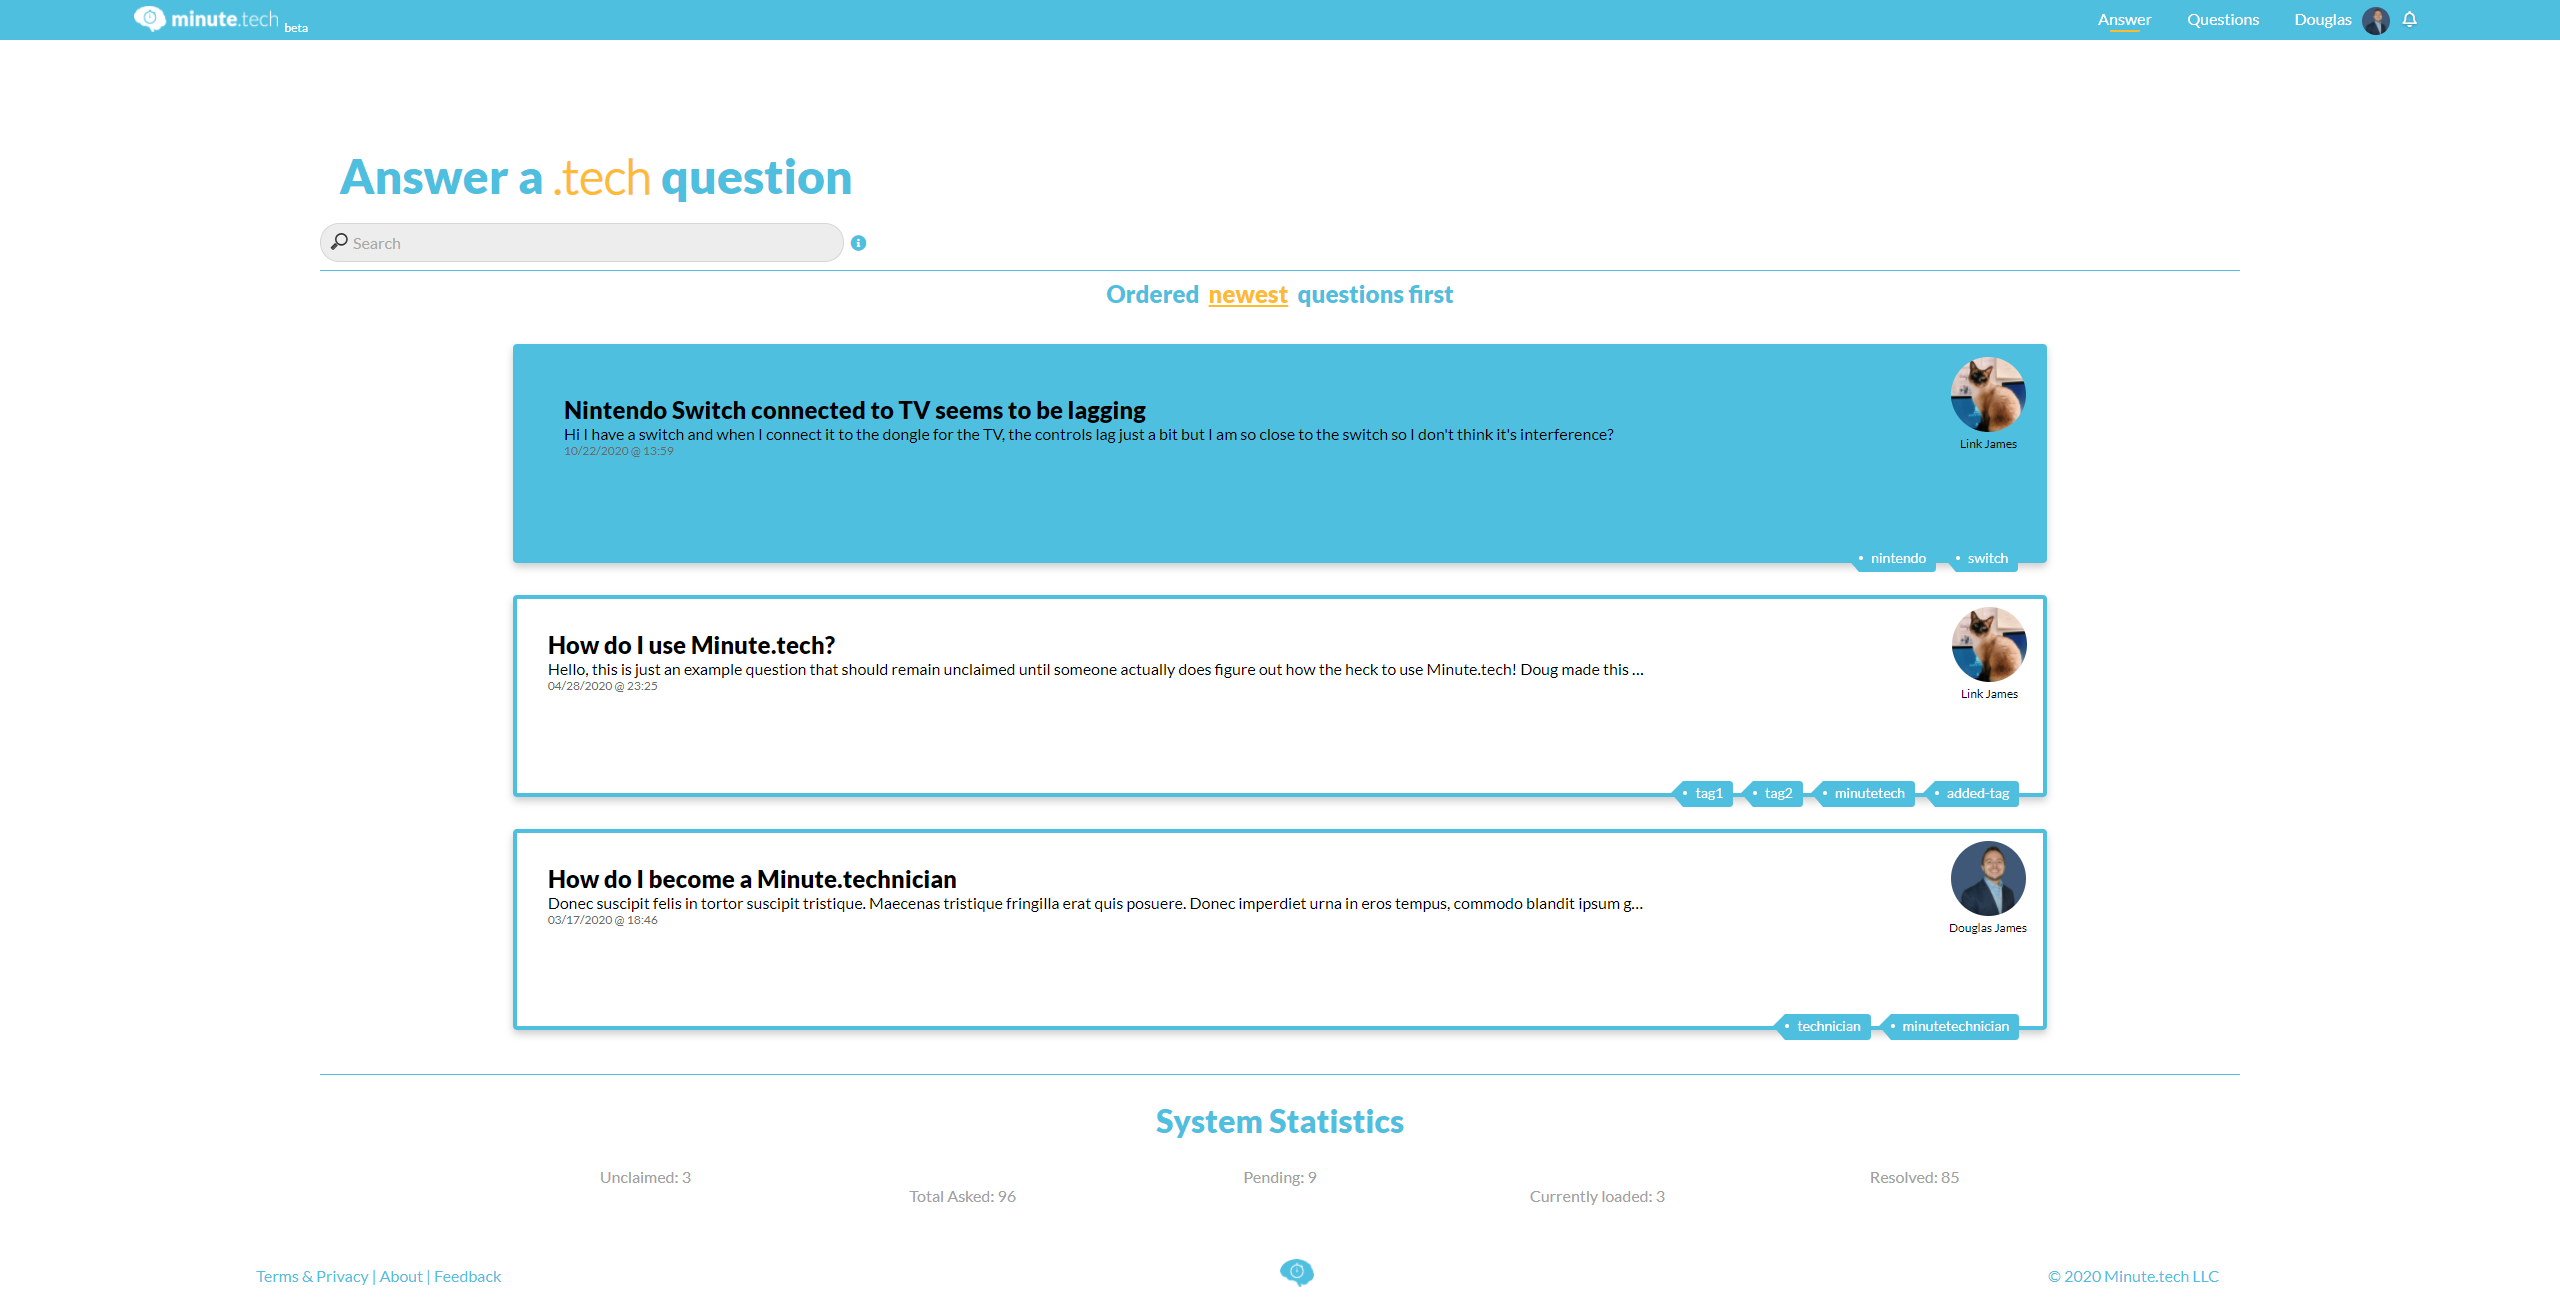 minute.tech beta
Answer Questions Douglas
Answer a .tech question
Search
Ordered newest questions first
Nintendo Switch connected to TV seems to be lagging
Hi I have a switch and when I connect it to the dongle for the TV, the controls lag just a bit but I am so close to the switch so I don't think it's interference?
10/22/2020 @ 13:59
Link James
nintendo switch
How do I use Minute.tech?
Hello, this is just an example question that should remain unclaimed until someone actually does figure out how the heck to use Minute.tech! Doug made this ...
04/28/2020 @ 23:25
Link James
tag1 tag2 minutetech added-tag
How do I become a Minute.technician
Donec suscipit felis in tortor suscipit tristique. Maecenas tristique fringilla erat quis posuere. Donec imperdiet urna in eros tempus, commodo blandit ipsum g...
03/17/2020 @ 18:46
Douglas James
technician minutetechnician
System Statistics
Unclaimed: 3
Total Asked: 96
Pending: 9
Currently loaded: 3
Resolved: 85
Terms & Privacy | About | Feedback
© 2020 Minute.tech LLC